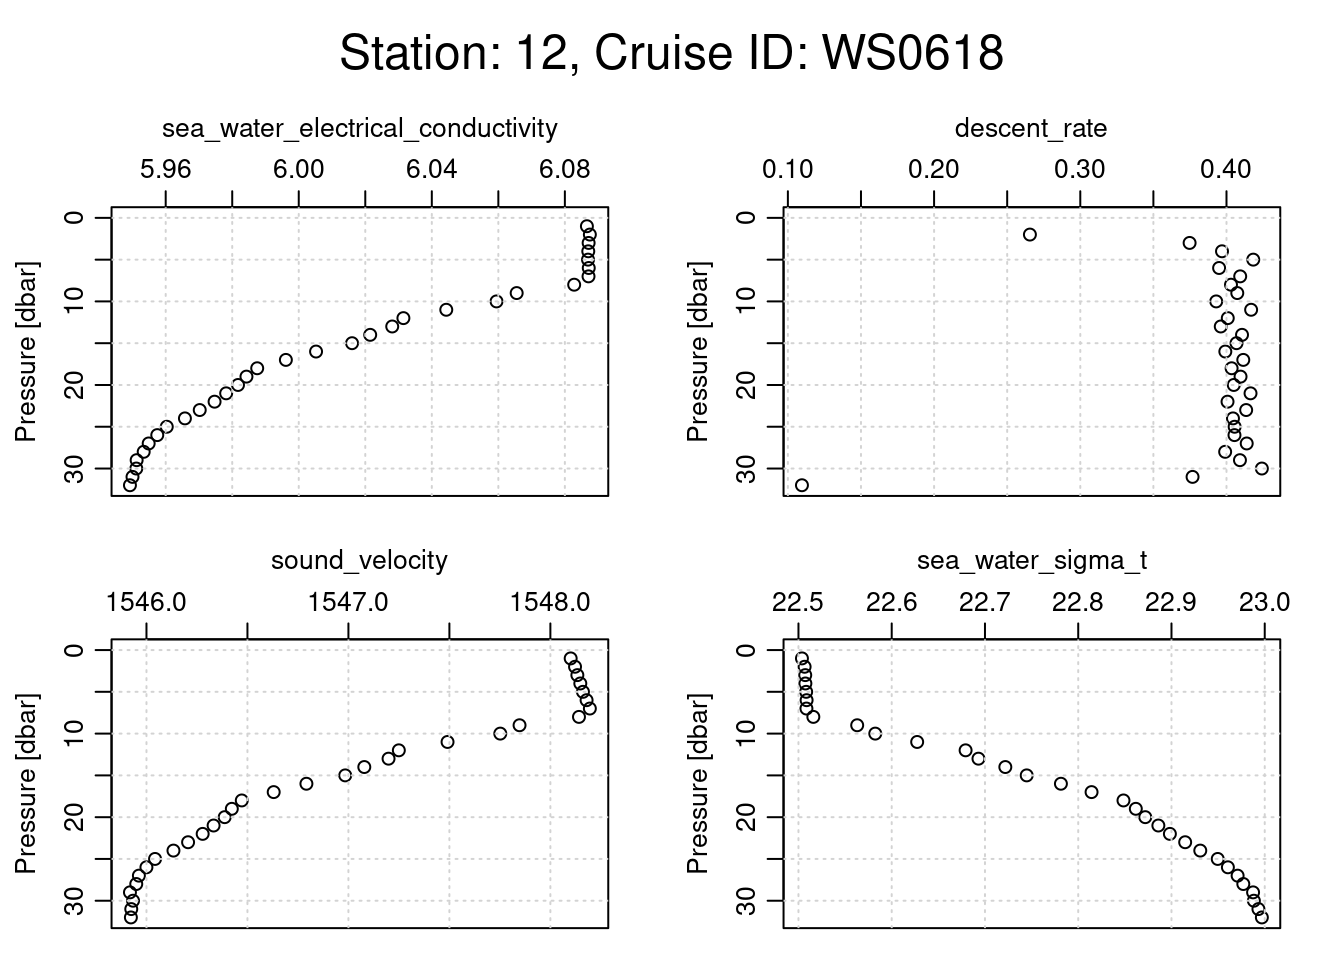 Station: 12, Cruise ID: WS0618
sea_water_electrical_conductivity
5.96 6.00 6.04 6.08
0
10
20
30
Pressure [dbar]
descent_rate
0.10 0.20 0.30 0.40
0
10
20
30
Pressure [dbar]
sound_velocity
1546.0 1547.0 1548.0
0
10
20
30
Pressure [dbar]
sea_water_sigma_t
22.5 22.6 22.7 22.8 22.9 23.0
0
10
20
30
Pressure [dbar]